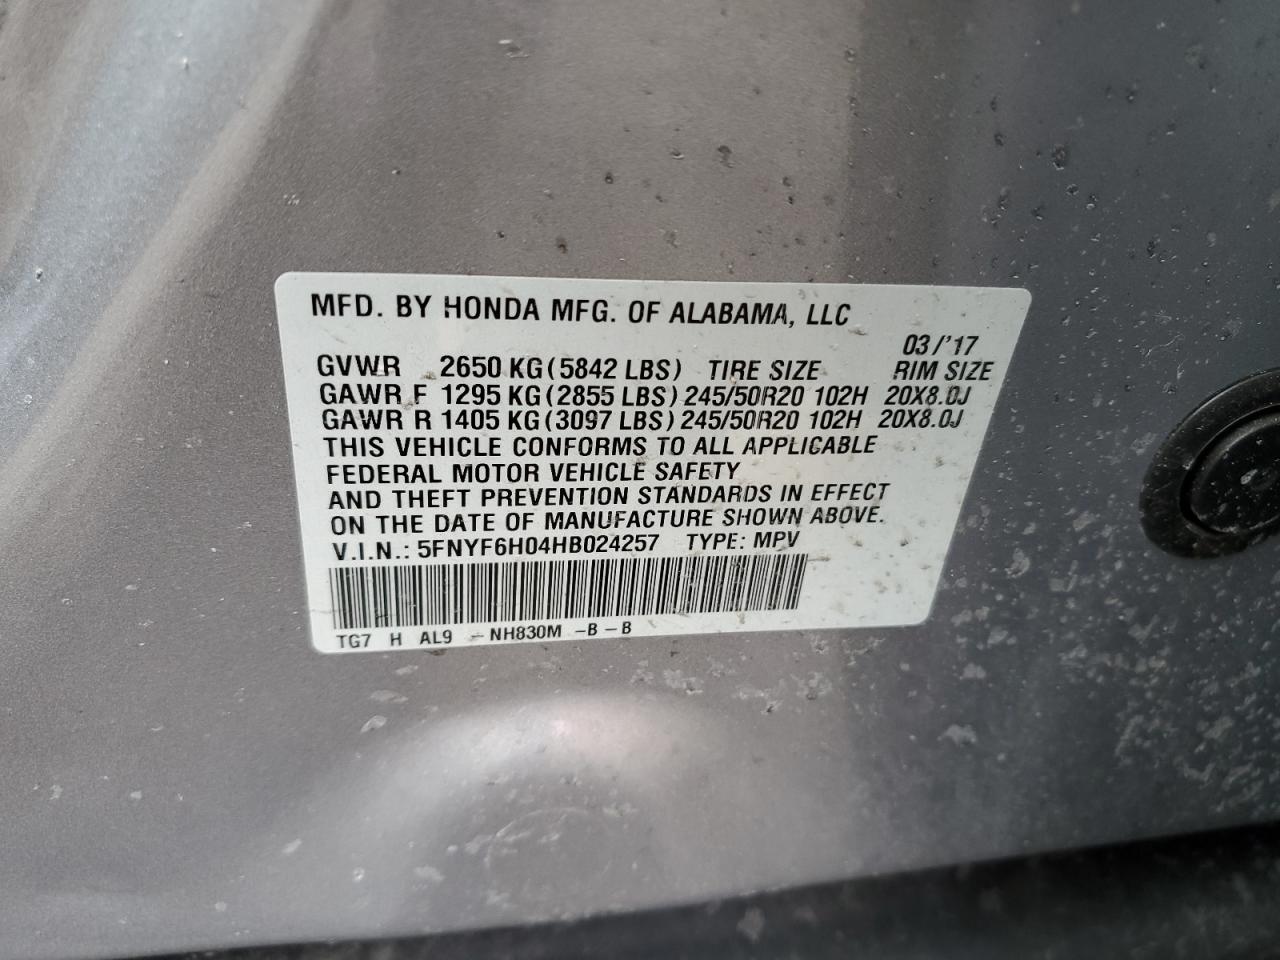 MFD. BY HONDA MFG. OF ALABAMA, LLC
03/'17
GVWR 2650 KG (5842 LBS) TIRE SIZE RIM SIZE
GAWR F 1295 KG (2855 LBS) 245/50R20 102H 20X8.0J
GAWR R 1405 KG (3097 LBS) 245/50R20 102H 20X8.0J
THIS VEHICLE CONFORMS TO ALL APPLICABLE
FEDERAL MOTOR VEHICLE SAFETY
AND THEFT PREVENTION STANDARDS IN EFFECT
ON THE DATE OF MANUFACTURE SHOWN ABOVE.
V.I.N.: 5FNYF6H04HB024257 TYPE: MPV
TG7 H AL9 - NH830M - B - B